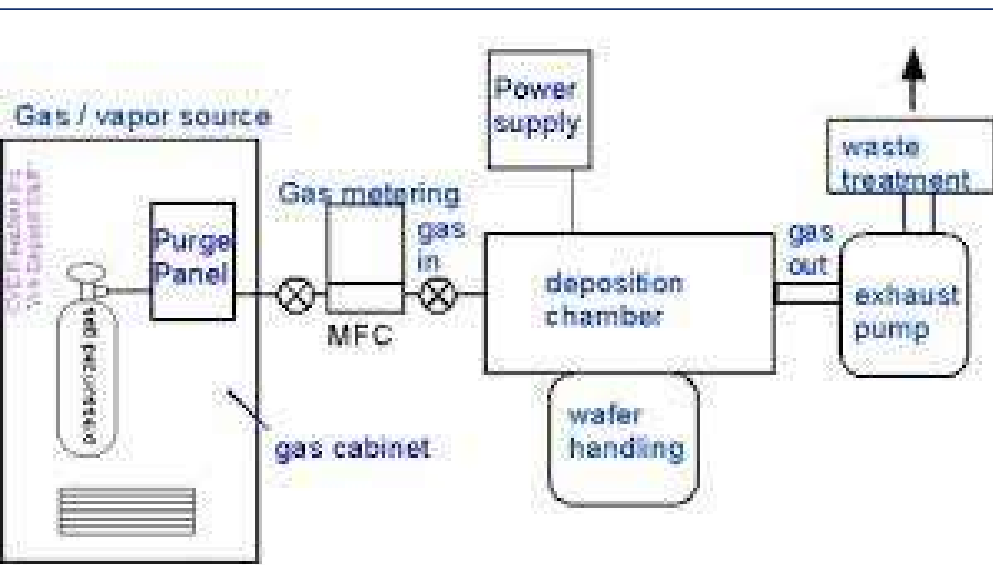 Gas / vapor source
Purge
Panel
gas cabinet
Gas metering
MFC
gas
in
Power
supply
deposition
chamber
wafer
handling
gas
out
exhaust
pump
waste
treatment